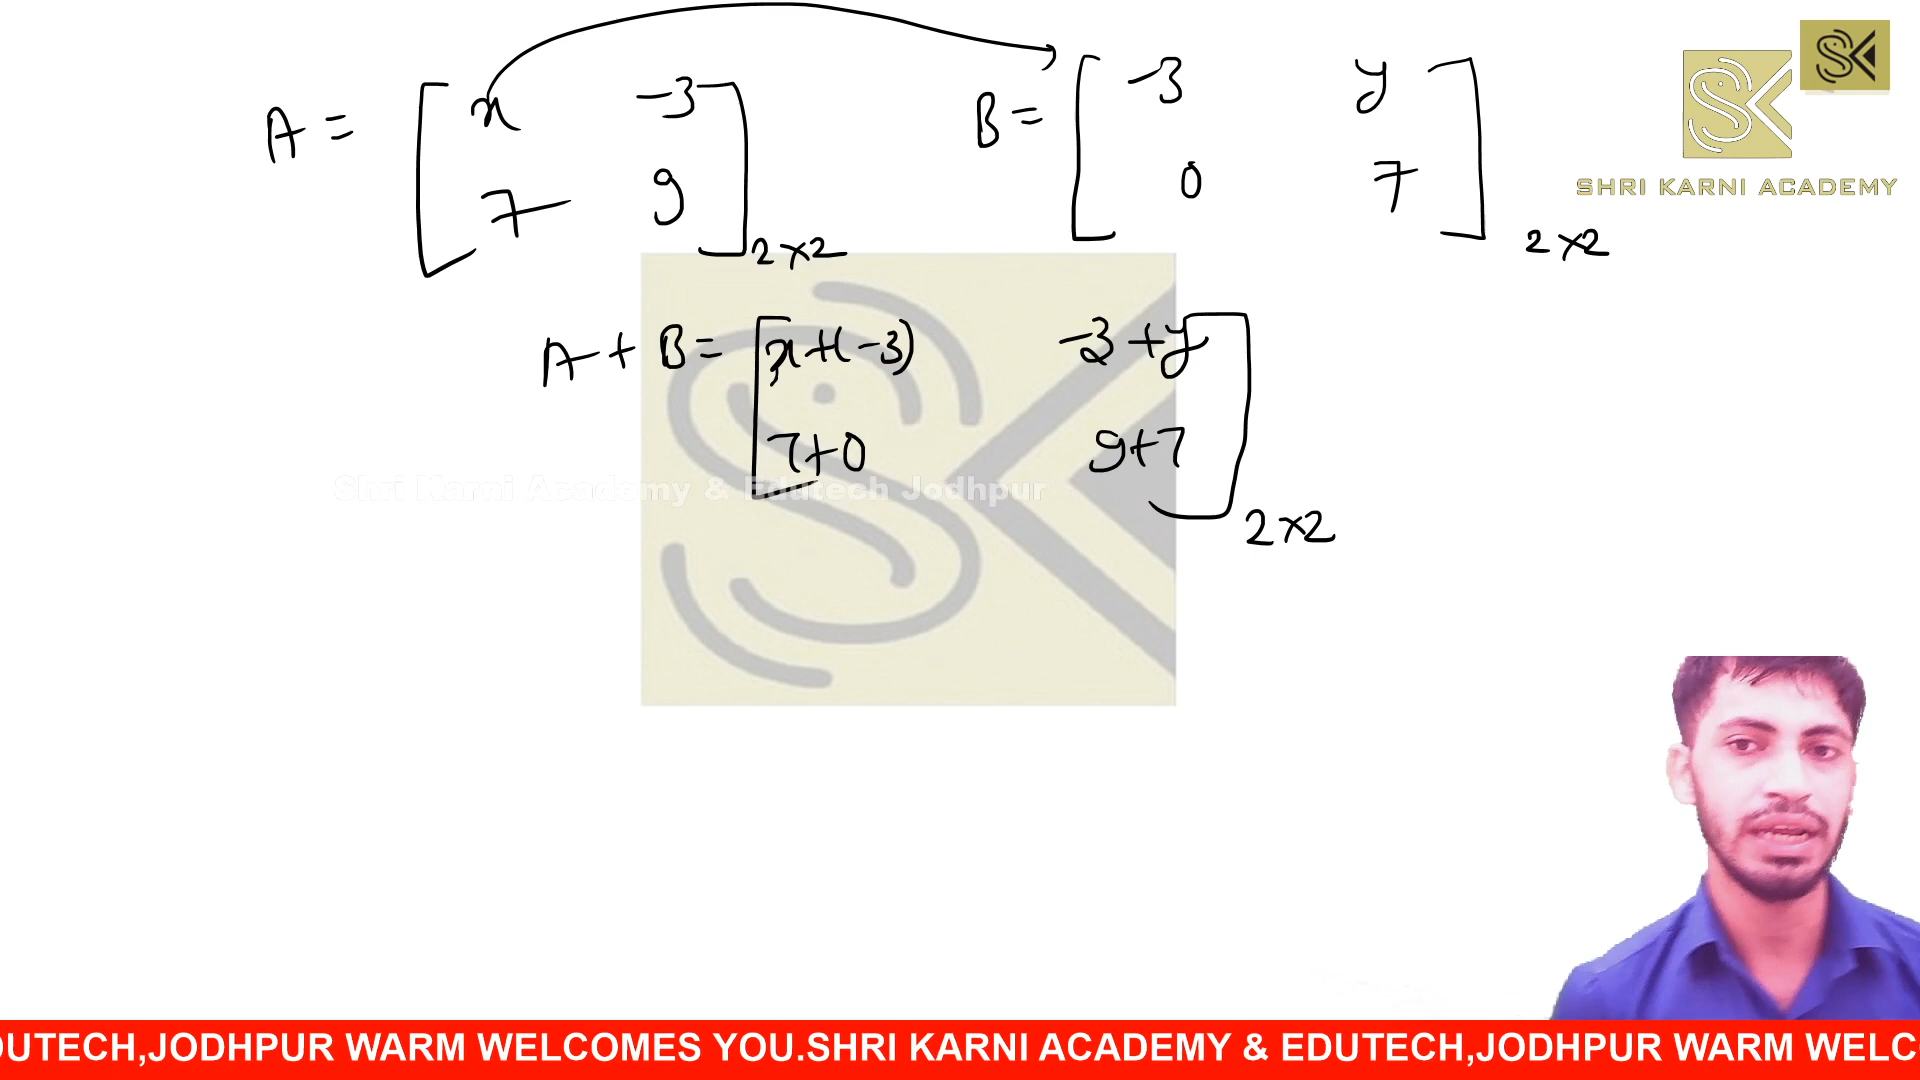 A = [ x -3 B = [ -3 y ]
7 9 ] 2×2 0 7 ] 2×2
SHRI KARNI ACADEMY
A + B = [ x+(-3) -3+y
7+0 9+7 ] 2×2
Shri Karni Academy & Edutech Jodhpur
DUTECH,JODHPUR WARM WELCOMES YOU.SHRI KARNI ACADEMY & EDUTECH,JODHPUR WARM WELC